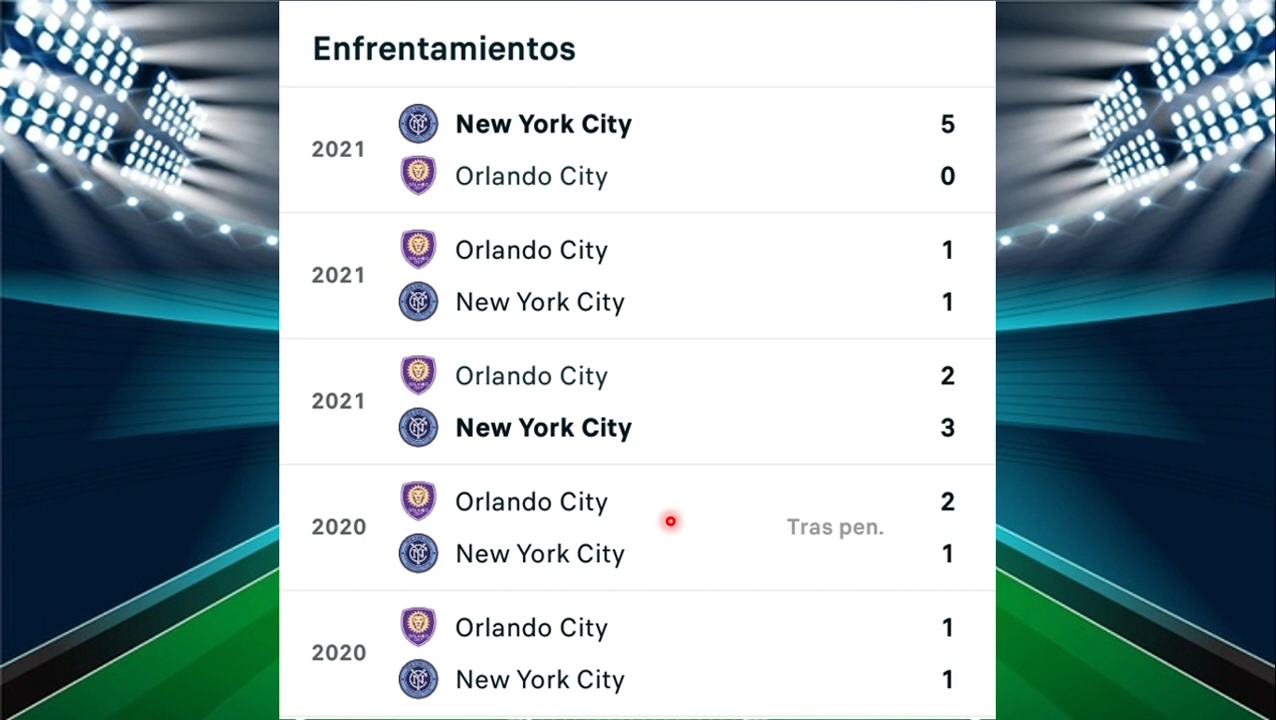 Enfrentamientos
2021
New York City 5
Orlando City 0
2021
Orlando City 1
New York City 1
2021
Orlando City 2
New York City 3
2020
Orlando City 2
Tras pen.
New York City 1
2020
Orlando City 1
New York City 1